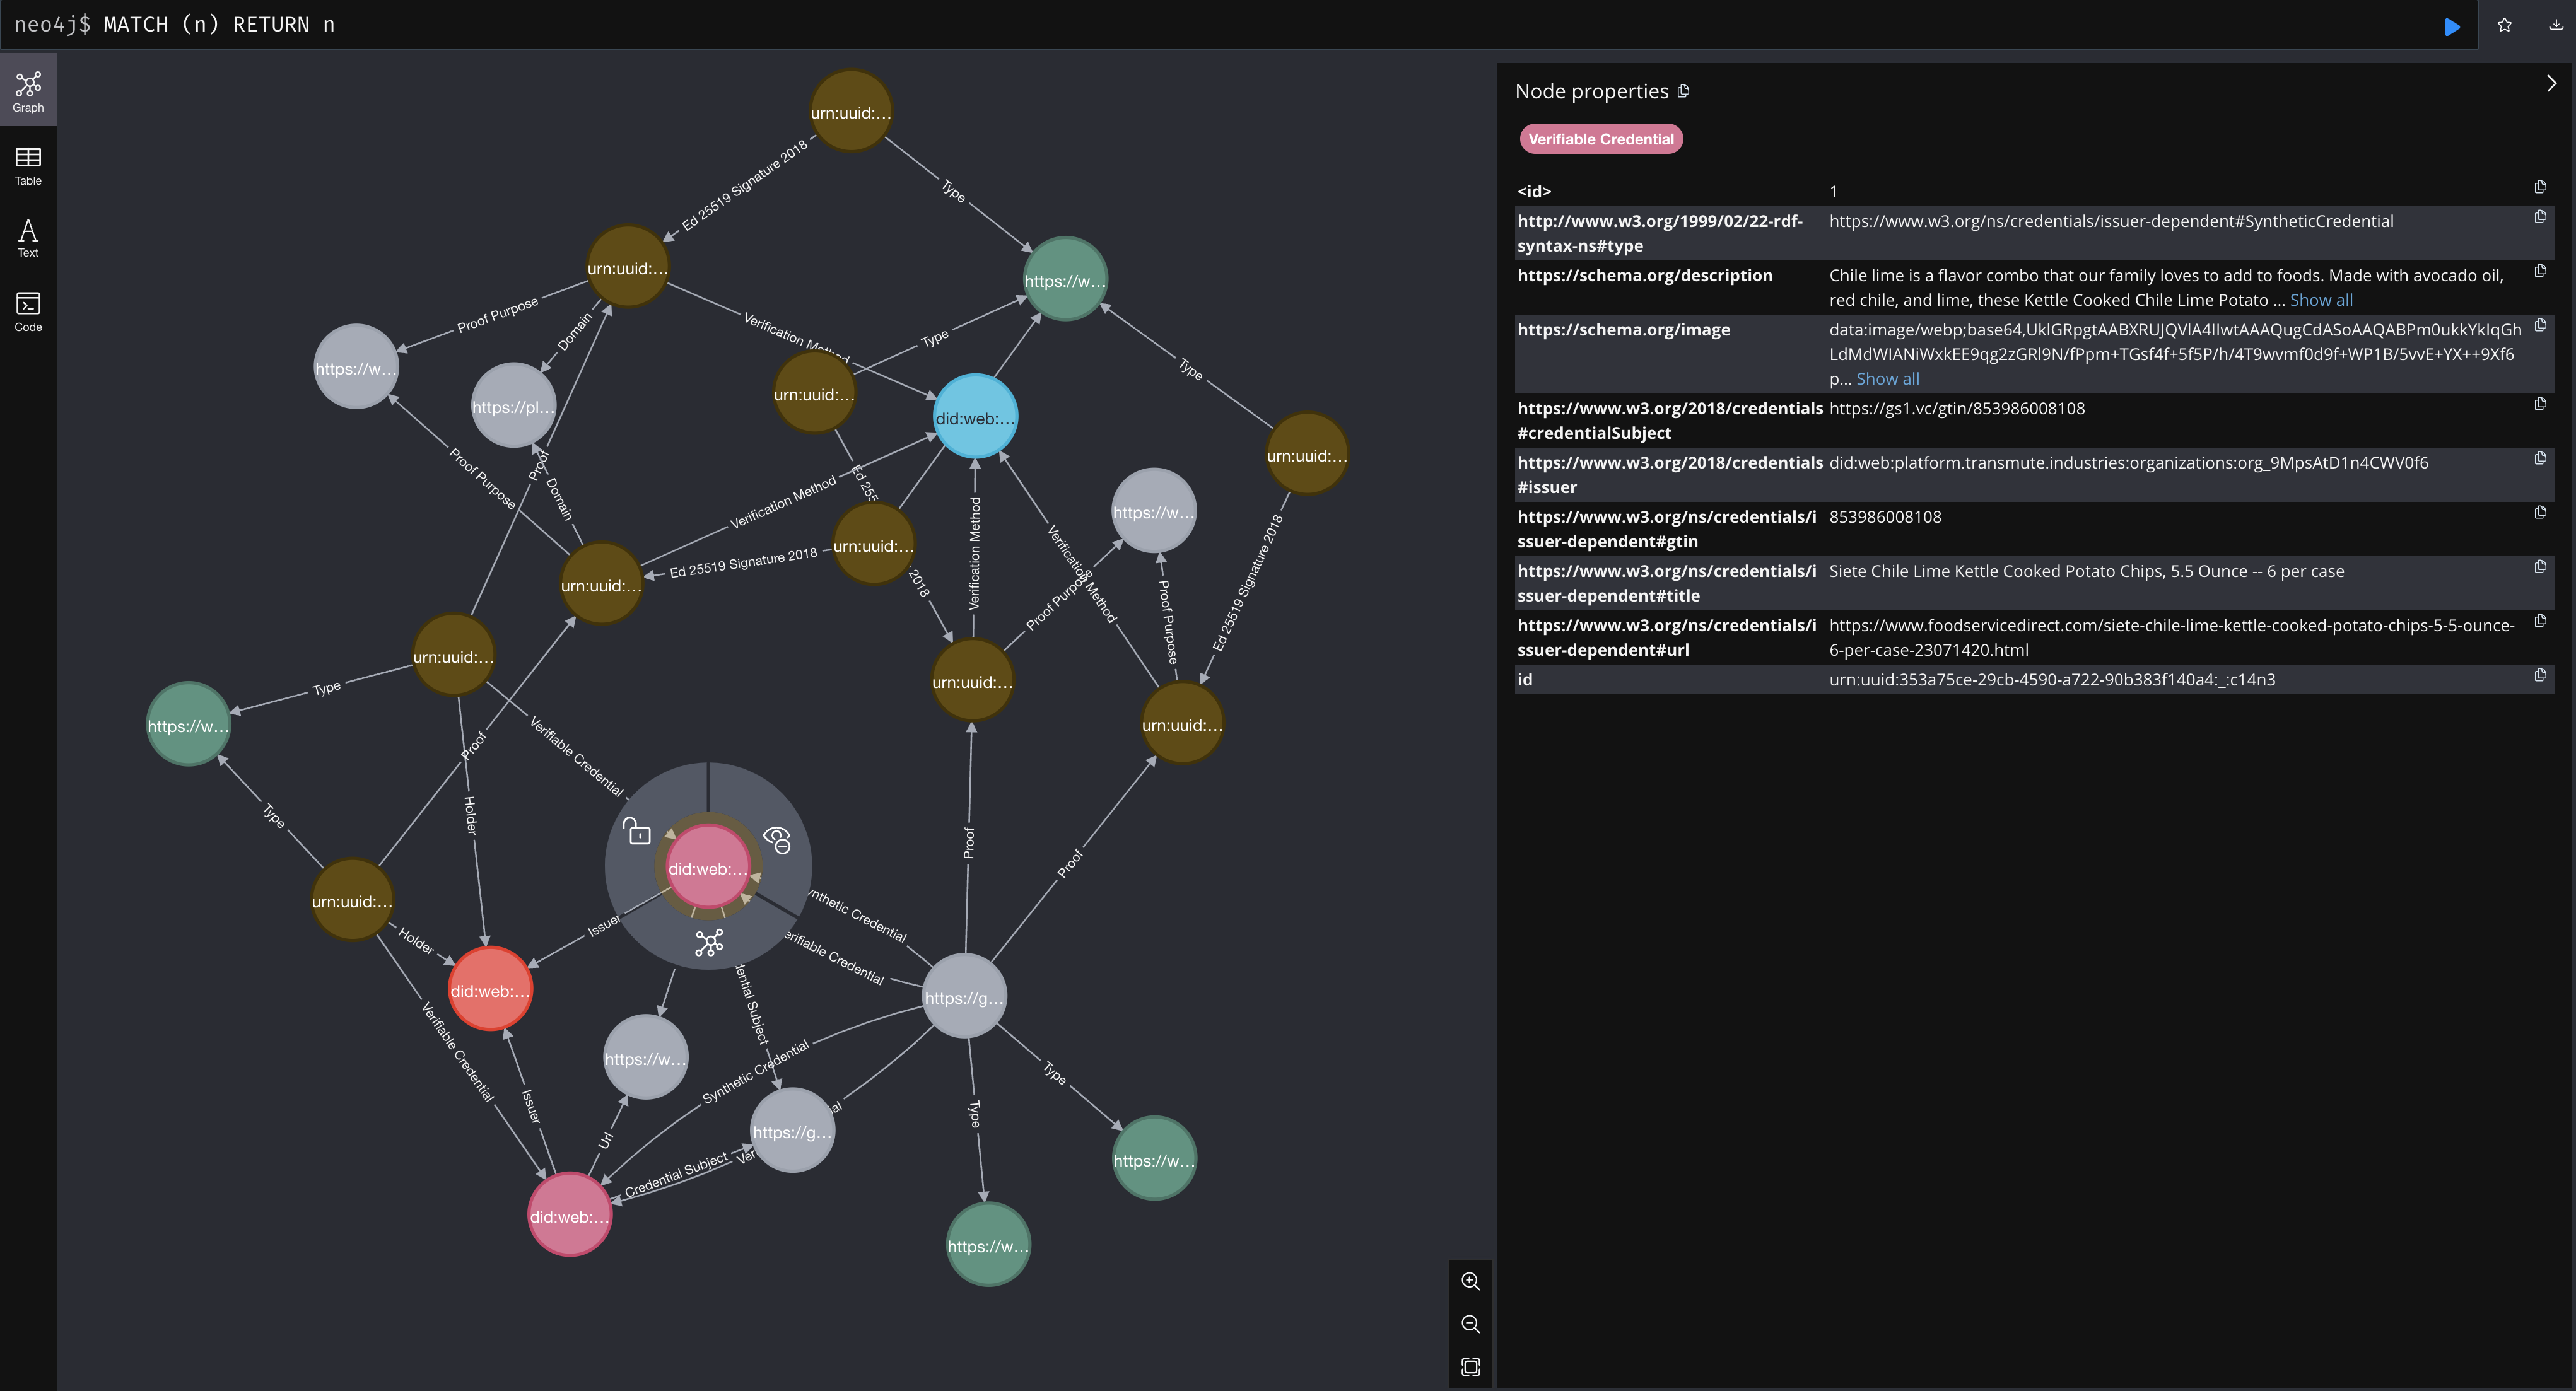 neo4j$ MATCH (n) RETURN n
Graph
Table
Text
Code
urn:uuid:...
Ed 25519 Signature 2018
Type
urn:uuid:...
https://w...
Proof Purpose
Domain
Verification Method
Type
Type
https://w...
https://pl...
urn:uuid:...
did:web:...
urn:uuid:...
Proof Purpose
Proof
Domain
Verification Method
Ed 255
https://w...
Ed 25519 Signature 2018
urn:uuid:...
2018
Verification Method
Verification Method
Proof Purpose
Proof Purpose
Ed 25519 Signature 2018
urn:uuid:...
urn:uuid:...
urn:uuid:...
urn:uuid:...
Type
https://w...
Verifiable Credential
Proof
Holder
Type
Proof
Proof
did:web:...
urn:uuid:...
Holder
Issuer
ynthetic Credential
erifiable Credential
did:web:...
https://g...
Verifiable Credential
Issuer
https://w...
dential Subject
Synthetic Credential
Type
Type
Url
https://g...
ial
Credential Subject
Veri
did:web:...
https://w...
https://w...
Node properties
Verifiable Credential
<id> 1
http://www.w3.org/1999/02/22-rdf- https://www.w3.org/ns/credentials/issuer-dependent#SyntheticCredential
syntax-ns#type
https://schema.org/description Chile lime is a flavor combo that our family loves to add to foods. Made with avocado oil,
red chile, and lime, these Kettle Cooked Chile Lime Potato ... Show all
https://schema.org/image data:image/webp;base64,UklGRpgtAABXRUJQVlA4IIwtAAAQugCdASoAAQABPm0ukkYkIqGh
LdMdWIANiWxkEE9qg2zGRl9N/fPpm+TGsf4f+5f5P/h/4T9wvmf0d9f+WP1B/5vvE+YX++9Xf6
p... Show all
https://www.w3.org/2018/credentials https://gs1.vc/gtin/853986008108
#credentialSubject
https://www.w3.org/2018/credentials did:web:platform.transmute.industries:organizations:org_9MpsAtD1n4CWV0f6
#issuer
https://www.w3.org/ns/credentials/i 853986008108
ssuer-dependent#gtin
https://www.w3.org/ns/credentials/i Siete Chile Lime Kettle Cooked Potato Chips, 5.5 Ounce -- 6 per case
ssuer-dependent#title
https://www.w3.org/ns/credentials/i https://www.foodservicedirect.com/siete-chile-lime-kettle-cooked-potato-chips-5-5-ounce-
ssuer-dependent#url 6-per-case-23071420.html
id urn:uuid:353a75ce-29cb-4590-a722-90b383f140a4:_:c14n3